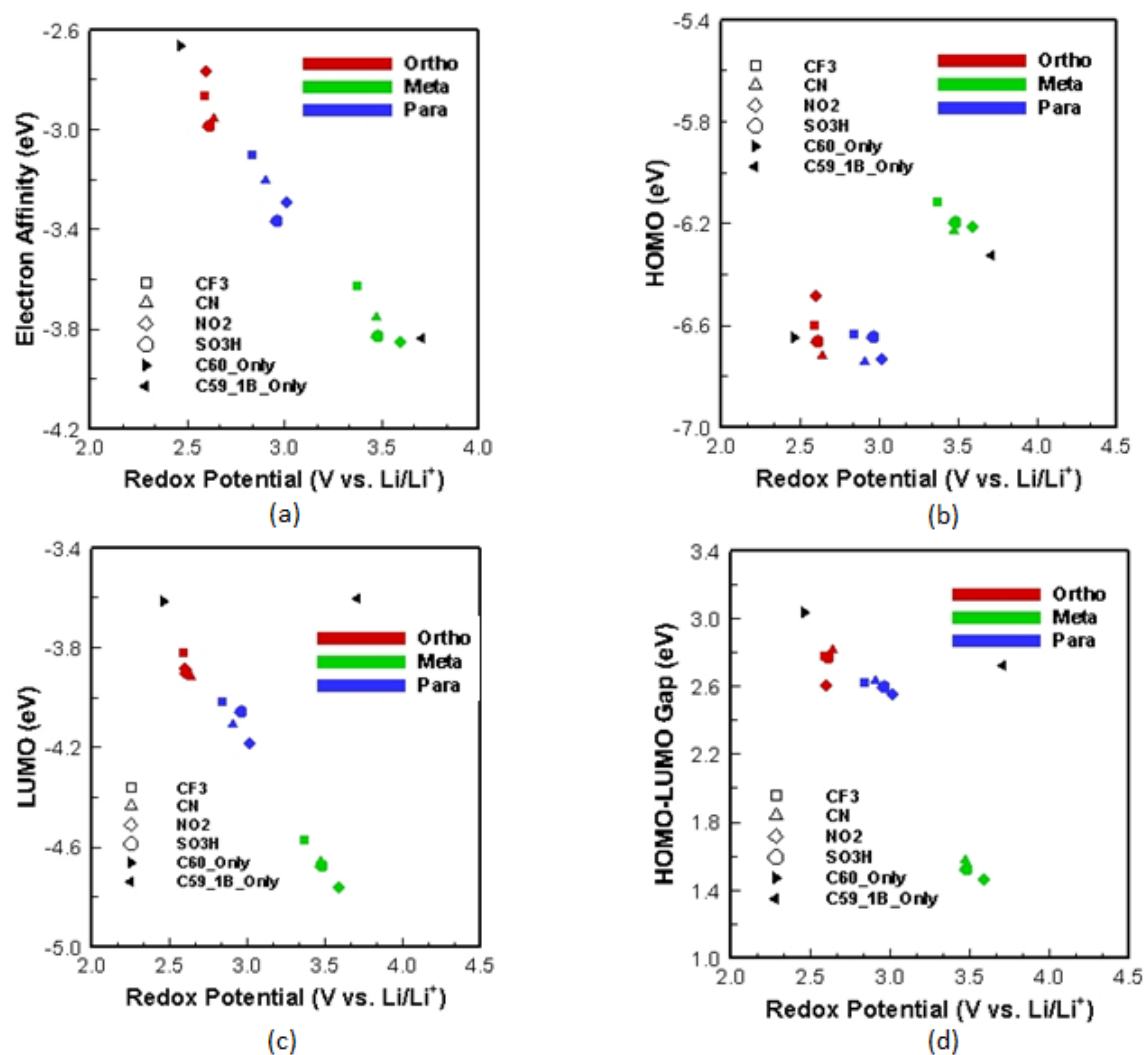 Electron Affinity (eV)
-2.6
-3.0
-3.4
-3.8
-4.2
Ortho
Meta
Para
CF3
CN
NO2
SO3H
C60_Only
C59_1B_Only
2.0 2.5 3.0 3.5 4.0
Redox Potential (V vs. Li/Li⁺)
(a)
HOMO (eV)
-5.4
-5.8
-6.2
-6.6
-7.0
CF3
CN
NO2
SO3H
C60_Only
C59_1B_Only
Ortho
Meta
Para
2.0 2.5 3.0 3.5 4.0 4.5
Redox Potential (V vs. Li/Li⁺)
(b)
LUMO (eV)
-3.4
-3.8
-4.2
-4.6
-5.0
Ortho
Meta
Para
CF3
CN
NO2
SO3H
C60_Only
C59_1B_Only
2.0 2.5 3.0 3.5 4.0 4.5
Redox Potential (V vs. Li/Li⁺)
(c)
HOMO-LUMO Gap (eV)
3.4
3.0
2.6
2.2
1.8
1.4
1.0
Ortho
Meta
Para
CF3
CN
NO2
SO3H
C60_Only
C59_1B_Only
2.0 2.5 3.0 3.5 4.0 4.5
Redox Potential (V vs. Li/Li⁺)
(d)